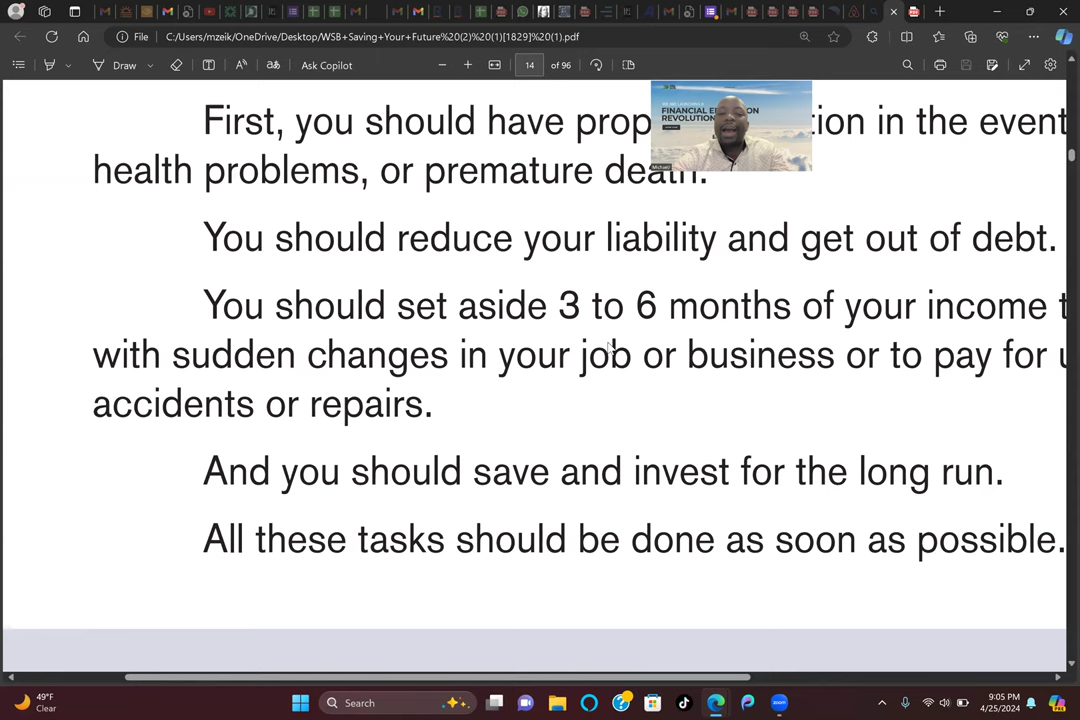 File
C:/Users/mzeik/OneDrive/Desktop/WSB+Saving+Your+Future%20(2)%20(1)[1829]%20(1).pdf
Draw
Ask Copilot
14 of 96
FINANCIAL
REVOLUTION
First, you should have in the event
health problems, or premature death.
You should reduce your liability and get out of debt.
You should set aside 3 to 6 months of your income
with sudden changes in your job or business or to pay for
accidents or repairs.
And you should save and invest for the long run.
All these tasks should be done as soon as possible.
49°F
Clear
Search
9:05 PM
4/25/2024